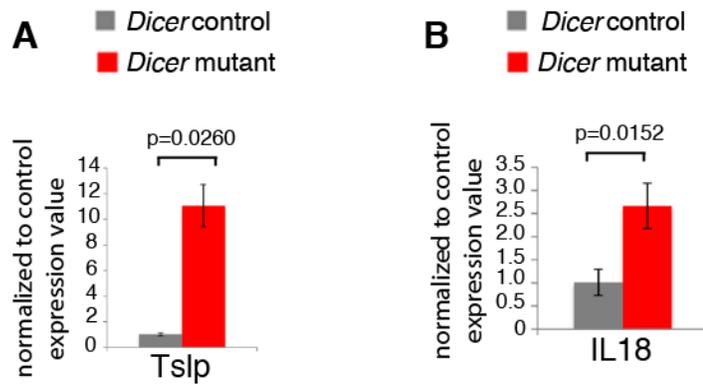 A
Dicer control
Dicer mutant
normalized to control
expression value
p=0.0260
14
12
10
8
6
4
2
0
Tslp
B
Dicer control
Dicer mutant
normalized to control
expression value
p=0.0152
3.5
3.0
2.5
2.0
1.5
1.0
0.5
0
IL18